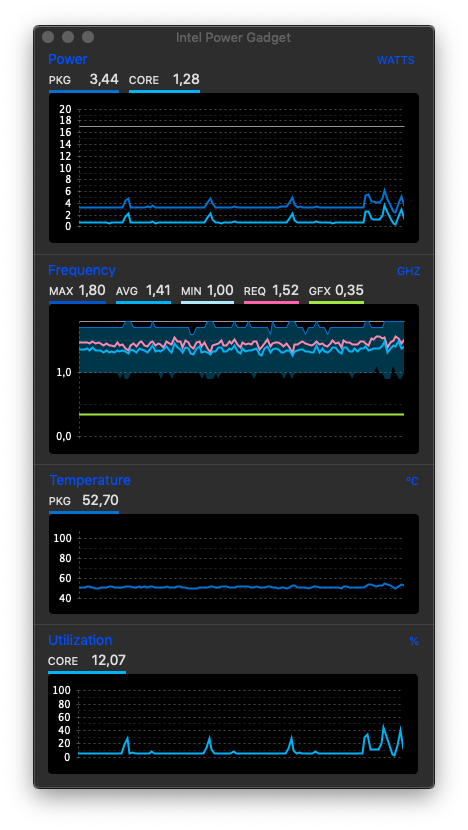 Intel Power Gadget
Power WATTS
PKG 3,44 CORE 1,28
20
18
16
14
12
10
8
6
4
2
0
Frequency GHZ
MAX 1,80 AVG 1,41 MIN 1,00 REQ 1,52 GFX 0,35
1,0
0,0
Temperature °C
PKG 52,70
100
80
60
40
Utilization %
CORE 12,07
100
80
60
40
20
0